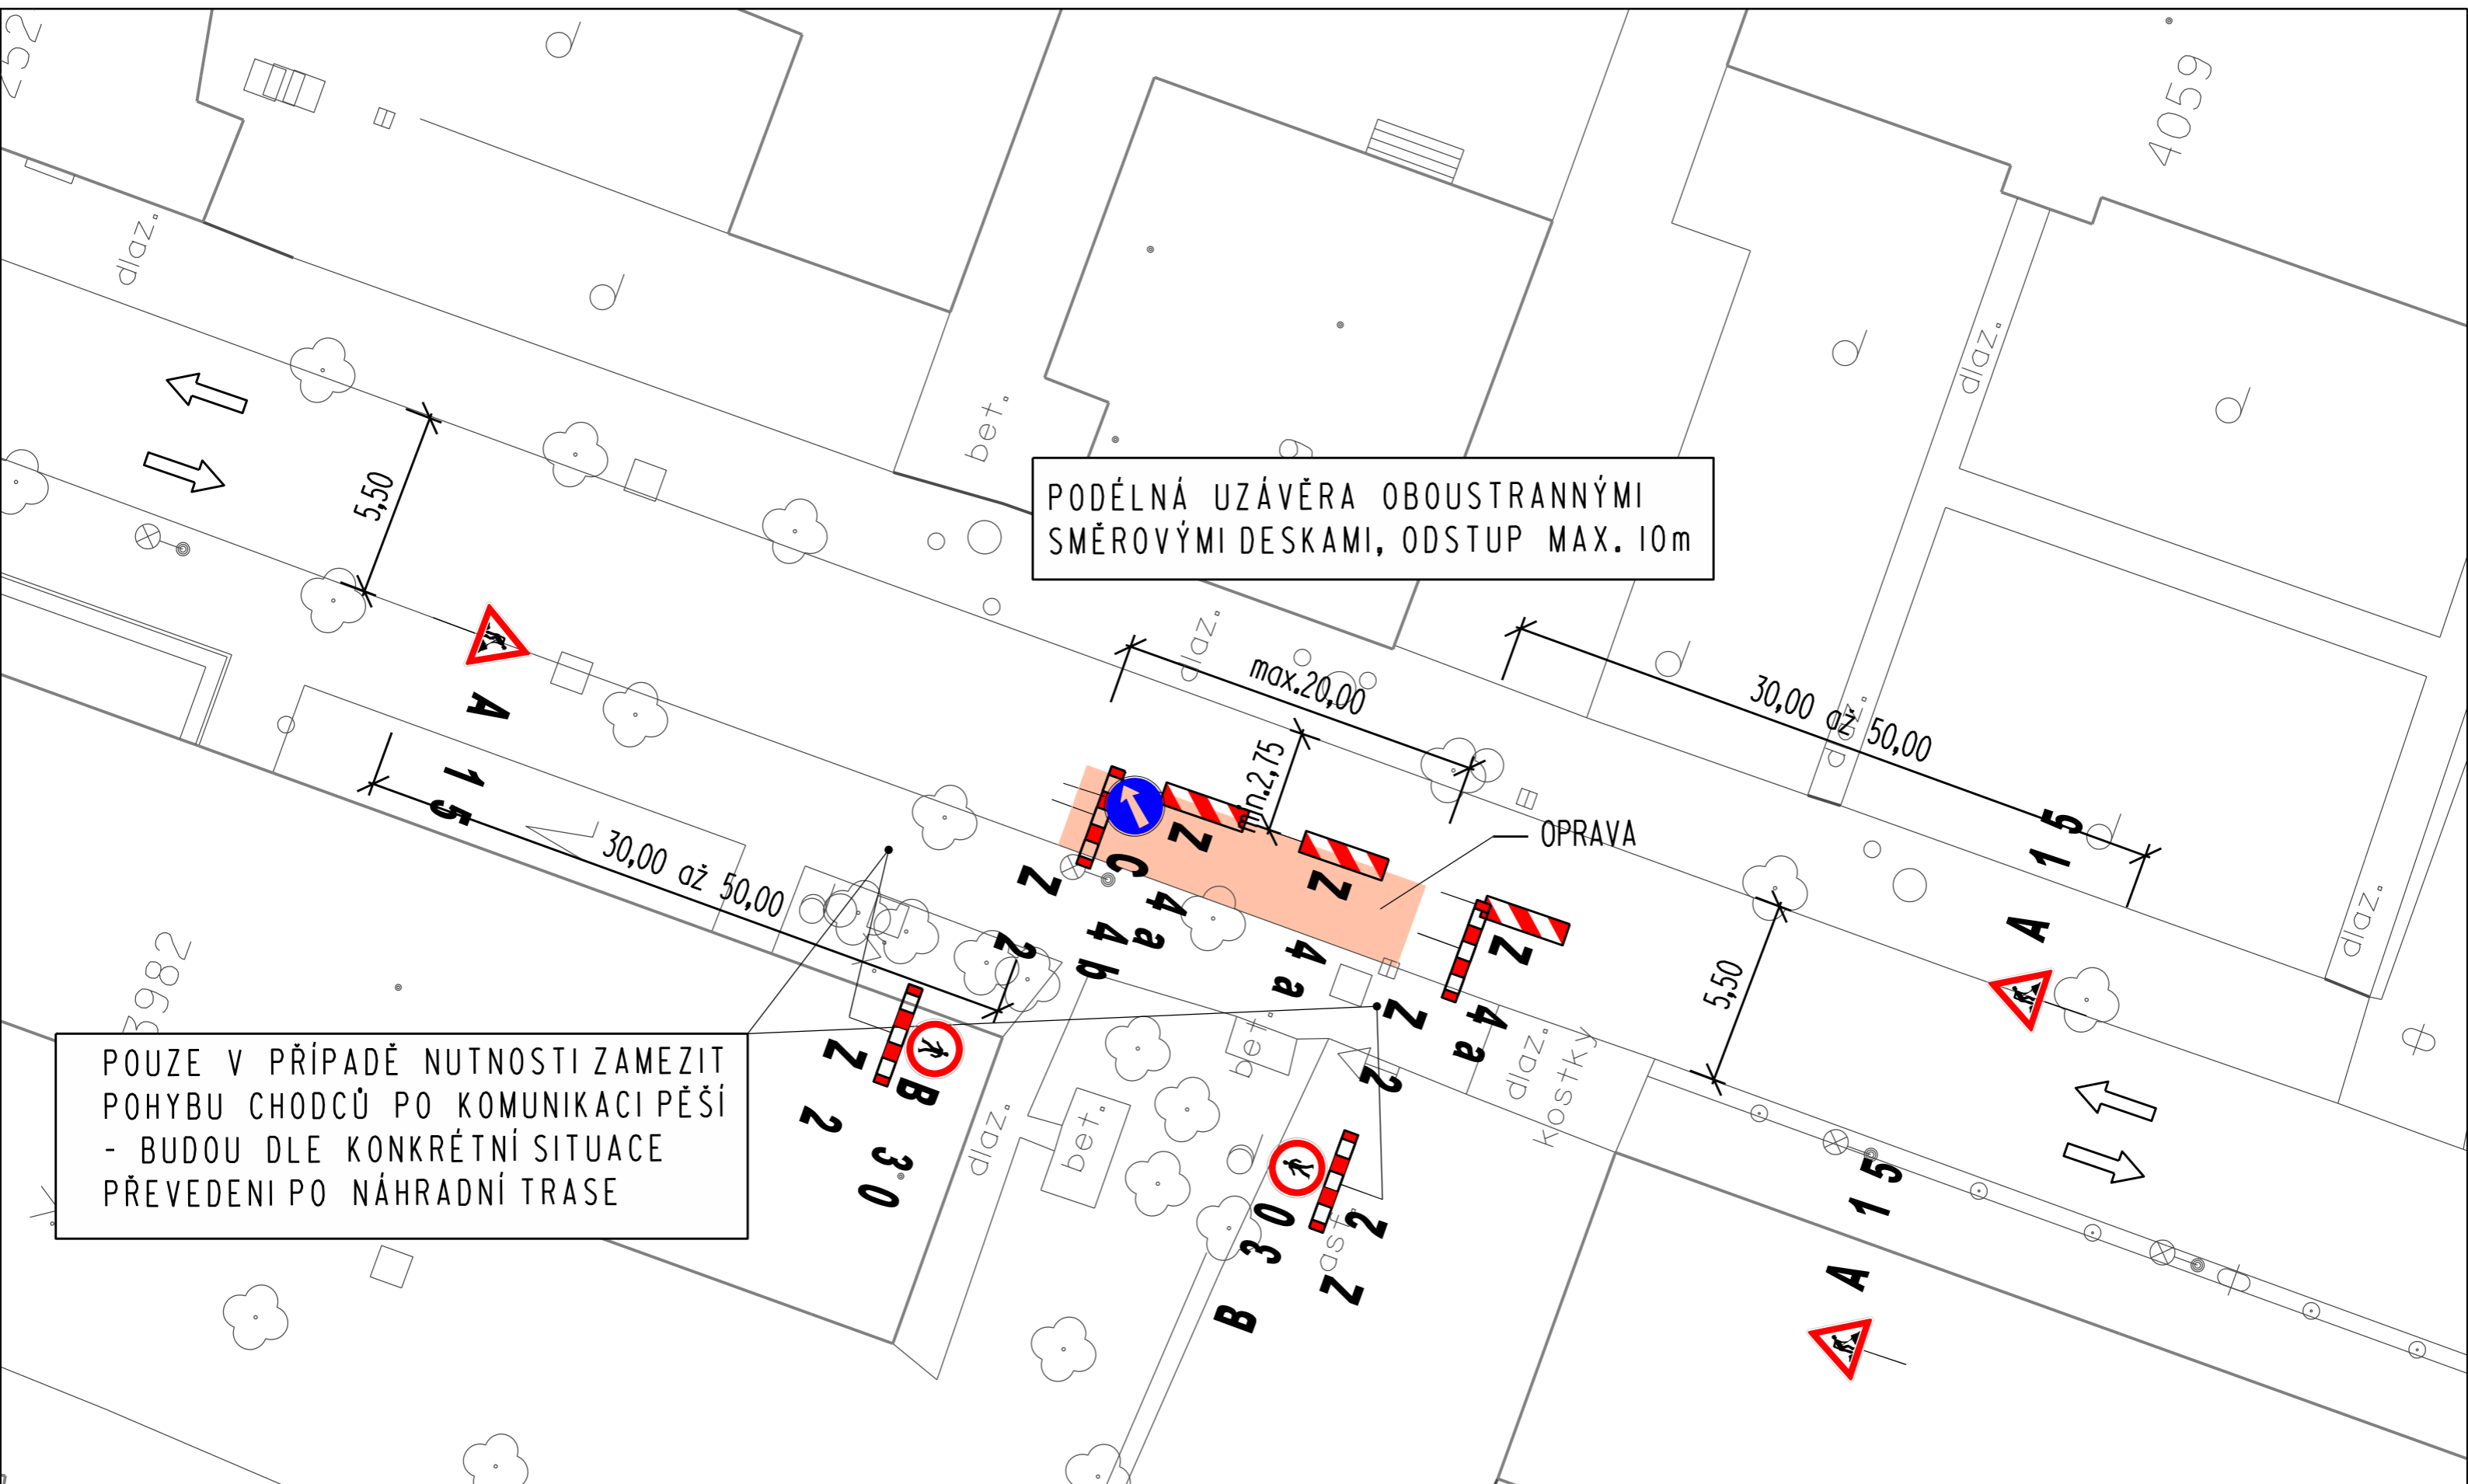 4059
dlaz.
dlaz.
bet.
5,50
PODÉLNÁ UZÁVĚRA OBOUSTRANNÝMI
SMĚROVÝMI DESKAMI, ODSTUP MAX. 10m
dlaz.
max.20,00
30,00 až 50,00
dlaz.
min.2,75
OPRAVA
A 15
30,00 až 50,00
Z 4a
C 4b
Z 4a
Z 2
Z 4a
Z 2
A 15
5,50
dlaz.
3982
POUZE V PŘÍPADĚ NUTNOSTI ZAMEZIT
POHYBU CHODCŮ PO KOMUNIKACI PĚŠÍ
- BUDOU DLE KONKRÉTNÍ SITUACE
PŘEVEDENI PO NÁHRADNÍ TRASE
Z 2
B 30
dlaz.
bet.
bet.
dlaz.
kostky
B 30
Z 2
A 15